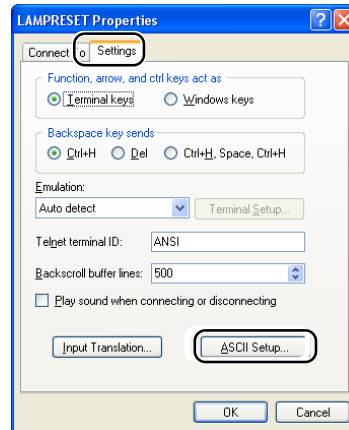 LAMPRESET Properties
Connect To Settings
Function, arrow, and ctrl keys act as
Terminal keys Windows keys
Backspace key sends
Ctrl+H Del Ctrl+H, Space, Ctrl+H
Emulation:
Auto detect Terminal Setup...
Telnet terminal ID: ANSI
Backscroll buffer lines: 500
Play sound when connecting or disconnecting
Input Translation... ASCII Setup...
OK Cancel